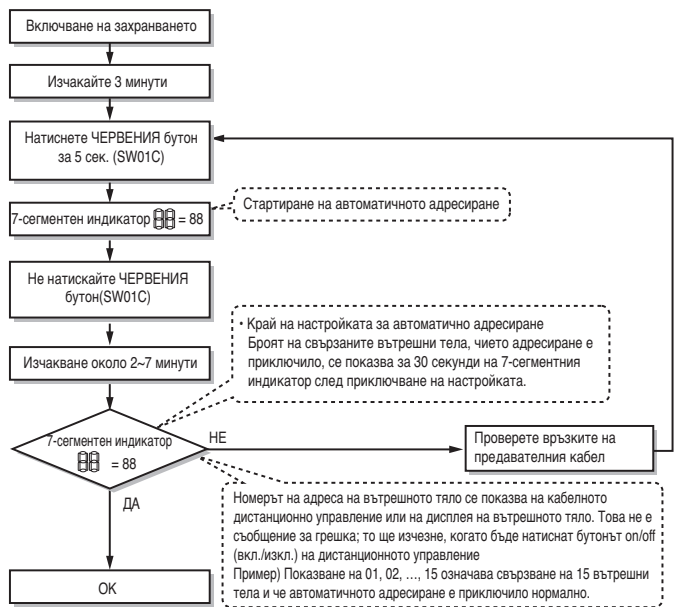 Включване на захранването
Изчакайте 3 минути
Натиснете ЧЕРВЕНИЯ бутон
за 5 сек. (SW01C)
7-сегментен индикатор 88 = 88
Стартиране на автоматичното адресиране
Не натискайте ЧЕРВЕНИЯ
бутон(SW01C)
• Край на настройката за автоматично адресиране
Броят на свързаните вътрешни тела, чието адресиране е
приключило, се показва за 30 секунди на 7-сегментния
индикатор след приключване на настройката.
Изчакване около 2~7 минути
7-сегментен индикатор
88 = 88
НЕ
Проверете връзките на
предавателния кабел
ДА
Номерът на адреса на вътрешното тяло се показва на кабелното
дистанционно управление или на дисплея на вътрешното тяло. Това не е
съобщение за грешка; то ще изчезне, когато бъде натиснат бутонът on/off
(вкл./изкл.) на дистанционното управление
Пример) Показване на 01, 02, ..., 15 означава свързване на 15 вътрешни
тела и че автоматичното адресиране е приключило нормално.
OK